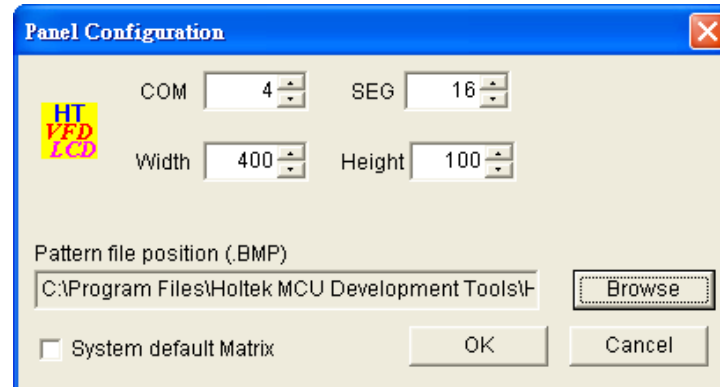 Panel Configuration
COM 4 SEG 16
HT
VFD
LCD
Width 400 Height 100
Pattern file position (.BMP)
C:\Program Files\Holtek MCU Development Tools\H Browse
System default Matrix OK Cancel